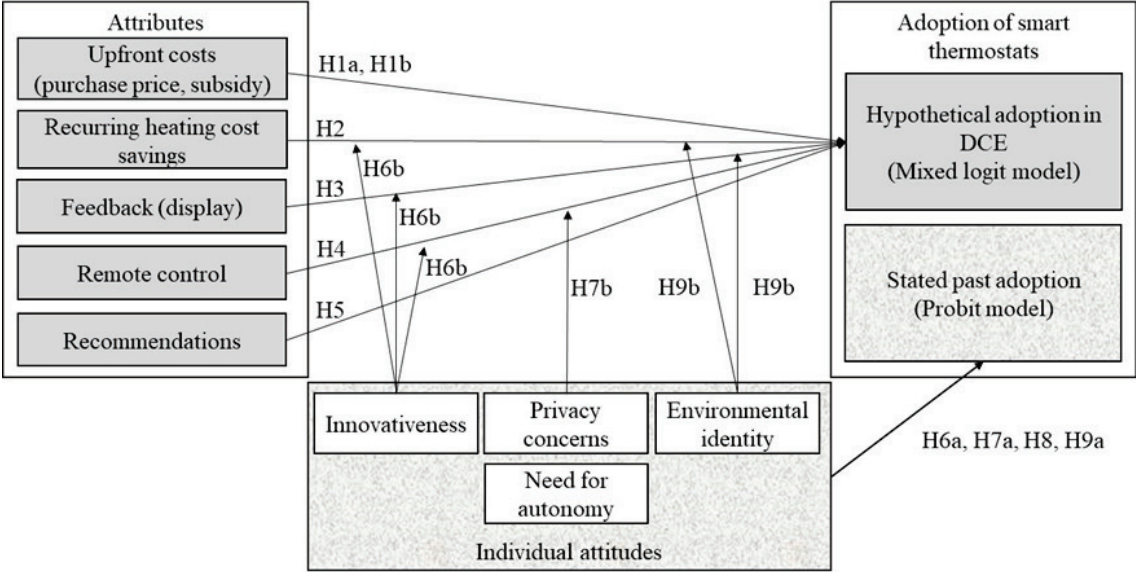 Attributes
Upfront costs
(purchase price, subsidy)
Recurring heating cost
savings
Feedback (display)
Remote control
Recommendations
H1a, H1b
H2
H3
H4
H5
H6b
H6b
H6b
H7b
H9b
H9b
Adoption of smart
thermostats
Hypothetical adoption in
DCE
(Mixed logit model)
Stated past adoption
(Probit model)
Innovativeness
Privacy
concerns
Environmental
identity
Need for
autonomy
Individual attitudes
H6a, H7a, H8, H9a